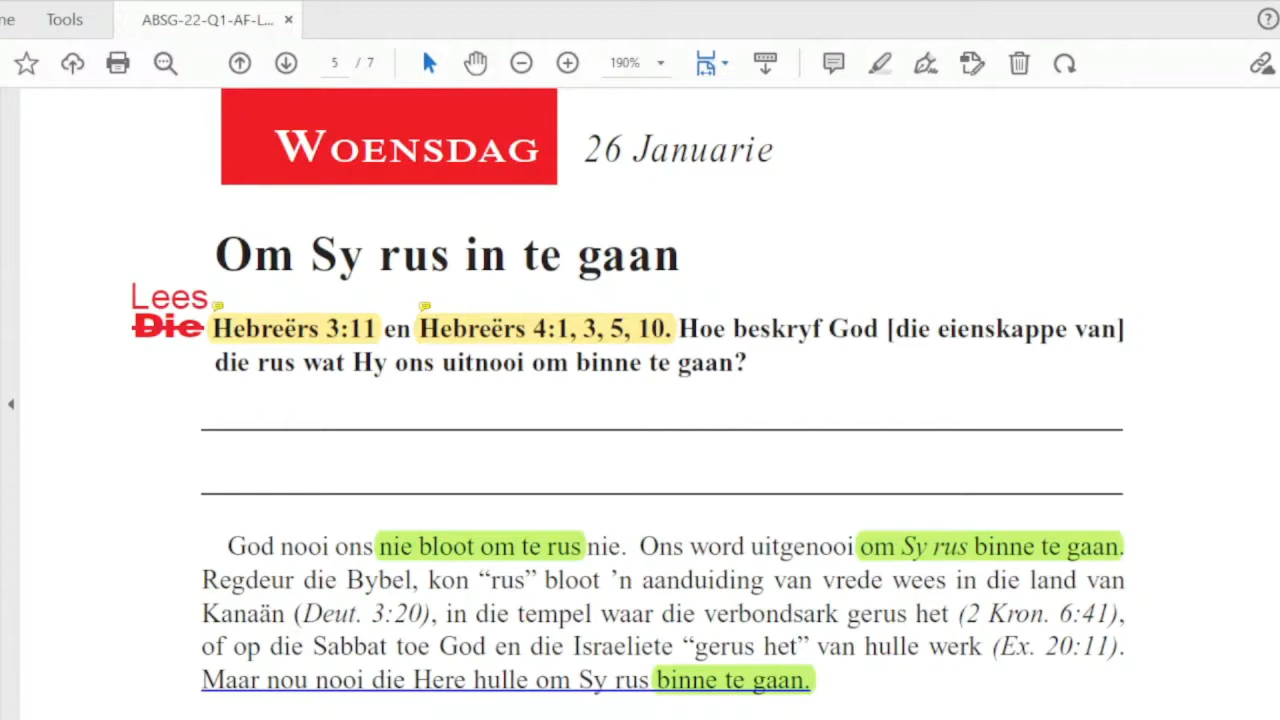 ne Tools ABSG-22-Q1-AF-L... ×
5 / 7 190%
WOENSDAG 26 Januarie
Om Sy rus in te gaan
Lees
Die Hebreërs 3:11 en Hebreërs 4:1, 3, 5, 10. Hoe beskryf God [die eienskappe van]
die rus wat Hy ons uitnooi om binne te gaan?
God nooi ons nie bloot om te rus nie. Ons word uitgenooi om Sy rus binne te gaan.
Regdeur die Bybel, kon “rus” bloot ’n aanduiding van vrede wees in die land van
Kanaän (Deut. 3:20), in die tempel waar die verbondsark gerus het (2 Kron. 6:41),
of op die Sabbat toe God en die Israeliete “gerus het” van hulle werk (Ex. 20:11).
Maar nou nooi die Here hulle om Sy rus binne te gaan.